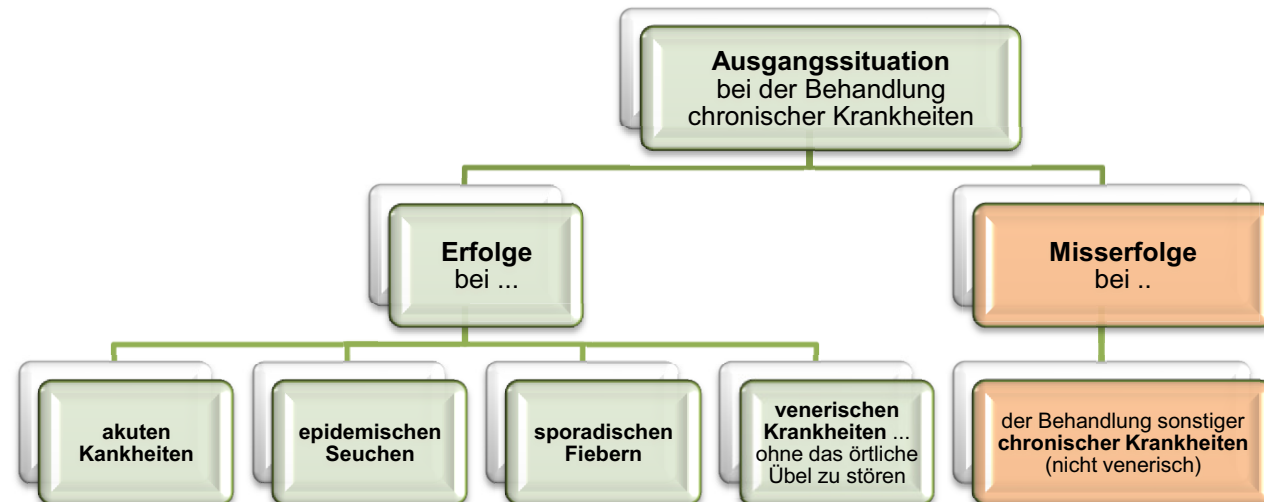 Ausgangssituation
bei der Behandlung
chronischer Krankheiten
Erfolge
bei ...
Misserfolge
bei ..
akuten
Kankheiten
epidemischen
Seuchen
sporadischen
Fiebern
venerischen
Krankheiten ...
ohne das örtliche
Übel zu stören
der Behandlung sonstiger
chronischer Krankheiten
(nicht venerisch)